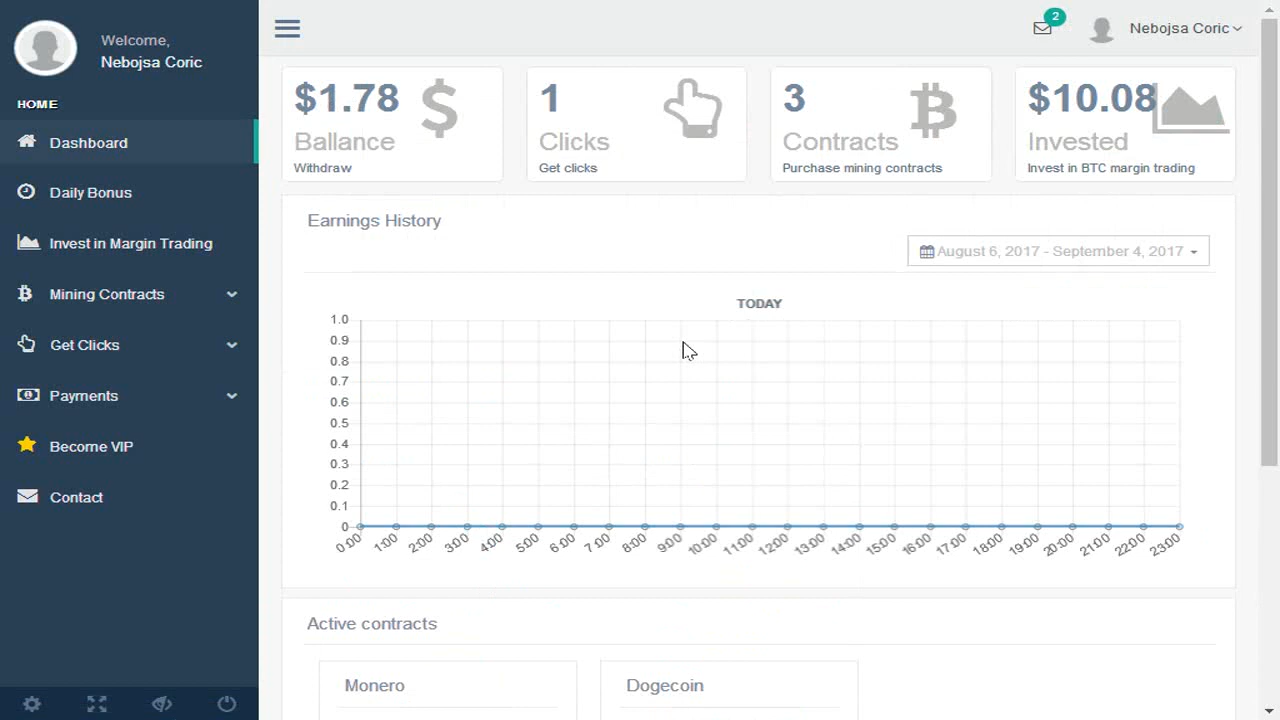 Welcome,
Nebojsa Coric
HOME
Dashboard
Daily Bonus
Invest in Margin Trading
Mining Contracts
Get Clicks
Payments
Become VIP
Contact
2
Nebojsa Coric
$1.78
Ballance
Withdraw
1
Clicks
Get clicks
3
Contracts
Purchase mining contracts
$10.08
Invested
Invest in BTC margin trading
Earnings History
August 6, 2017 - September 4, 2017
TODAY
1.0
0.9
0.8
0.7
0.6
0.5
0.4
0.3
0.2
0.1
0
0:00 1:00 2:00 3:00 4:00 5:00 6:00 7:00 8:00 9:00 10:00 11:00 12:00 13:00 14:00 15:00 16:00 17:00 18:00 19:00 20:00 21:00 22:00 23:00
Active contracts
Monero
Dogecoin